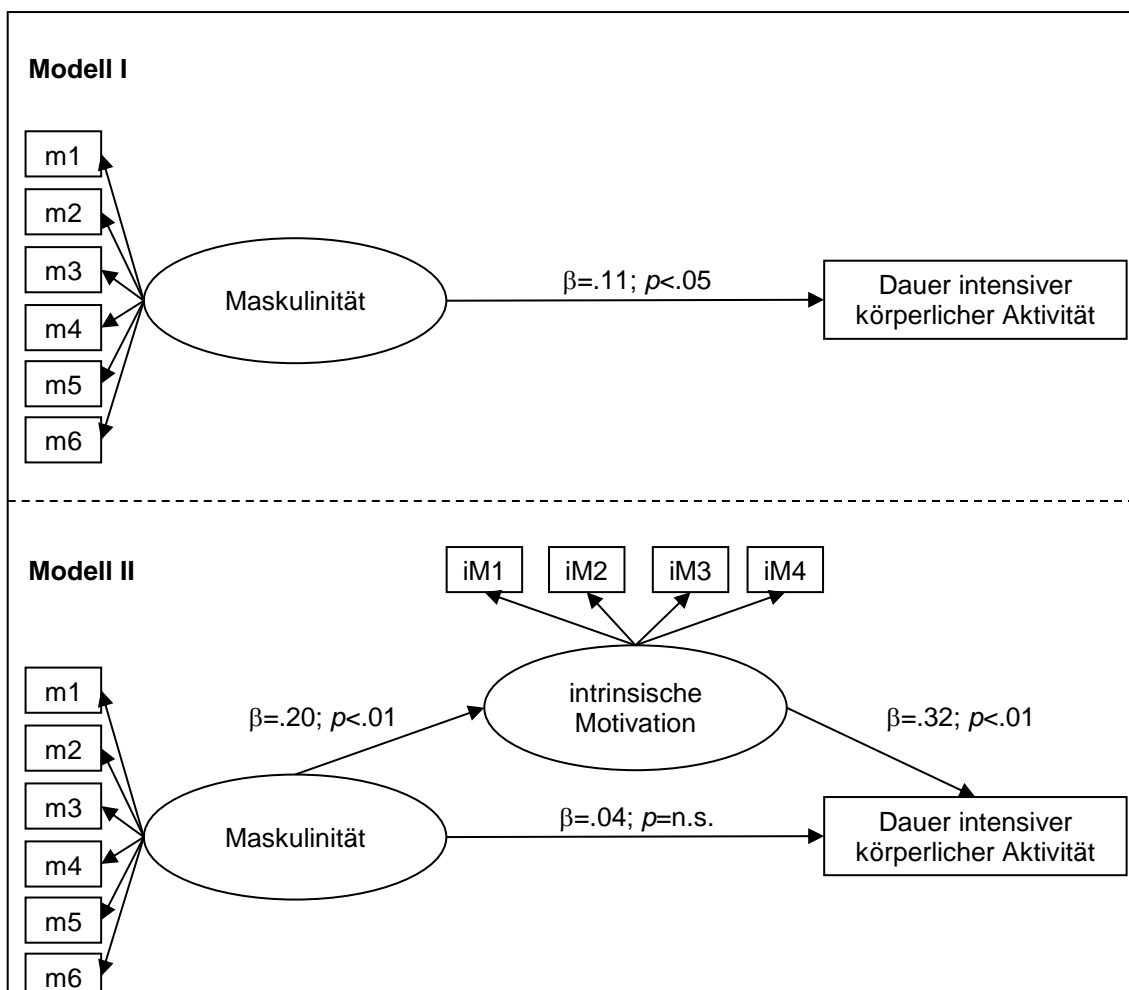 Modell I
m1
m2
m3
m4
m5
m6
Maskulinität
β=.11; p<.05
Dauer intensiver
körperlicher Aktivität
Modell II
iM1
iM2
iM3
iM4
m1
m2
m3
m4
m5
m6
intrinsische
Motivation
β=.20; p<.01
β=.32; p<.01
Maskulinität
β=.04; p=n.s.
Dauer intensiver
körperlicher Aktivität